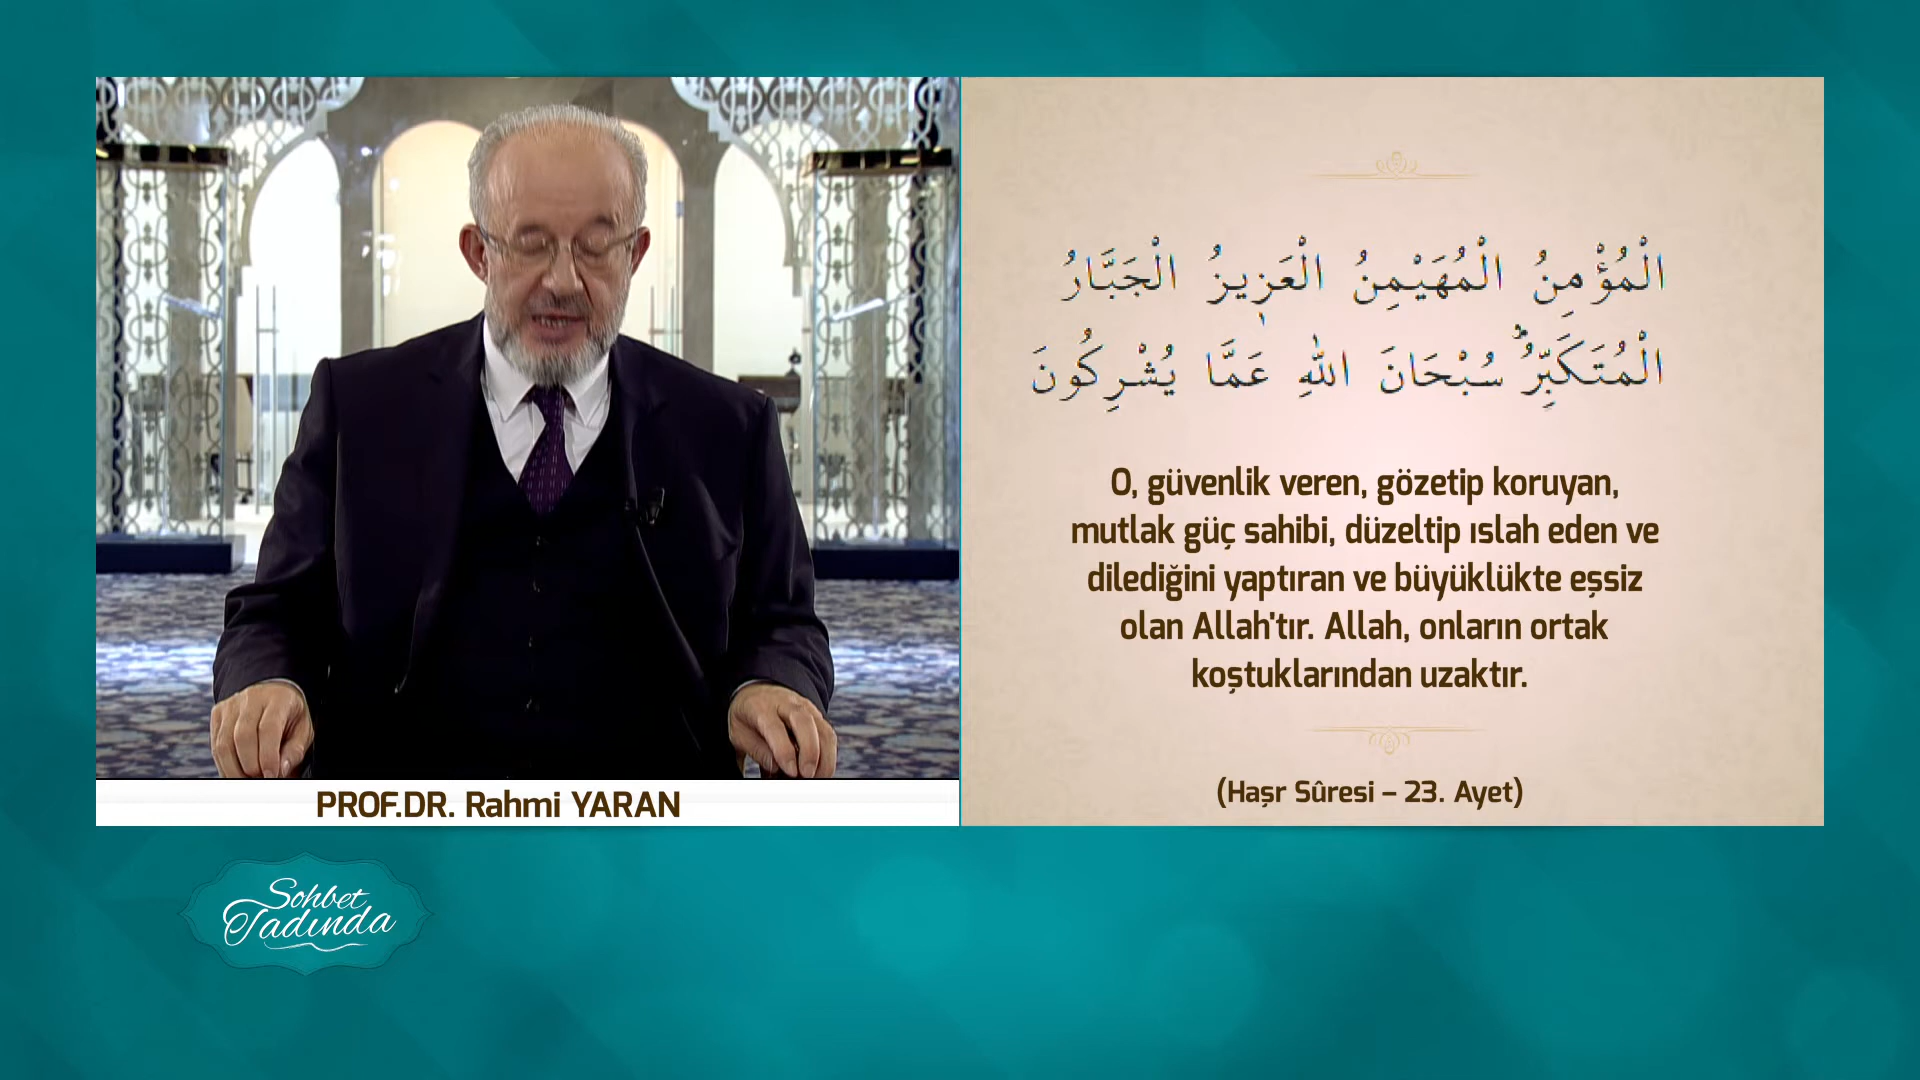 الْمُؤْمِنُ الْمُهَيْمِنُ الْعَزِيزُ الْجَبَّارُ
الْمُتَكَبِّرُۜ سُبْحَانَ اللّٰهِ عَمَّا يُشْرِكُونَ
O, güvenlik veren, gözetip koruyan,
mutlak güç sahibi, düzeltip ıslah eden ve
dilediğini yaptıran ve büyüklükte eşsiz
olan Allah'tır. Allah, onların ortak
koştuklarından uzaktır.
(Haşr Sûresi – 23. Ayet)
PROF.DR. Rahmi YARAN
Sohbet
Tadında